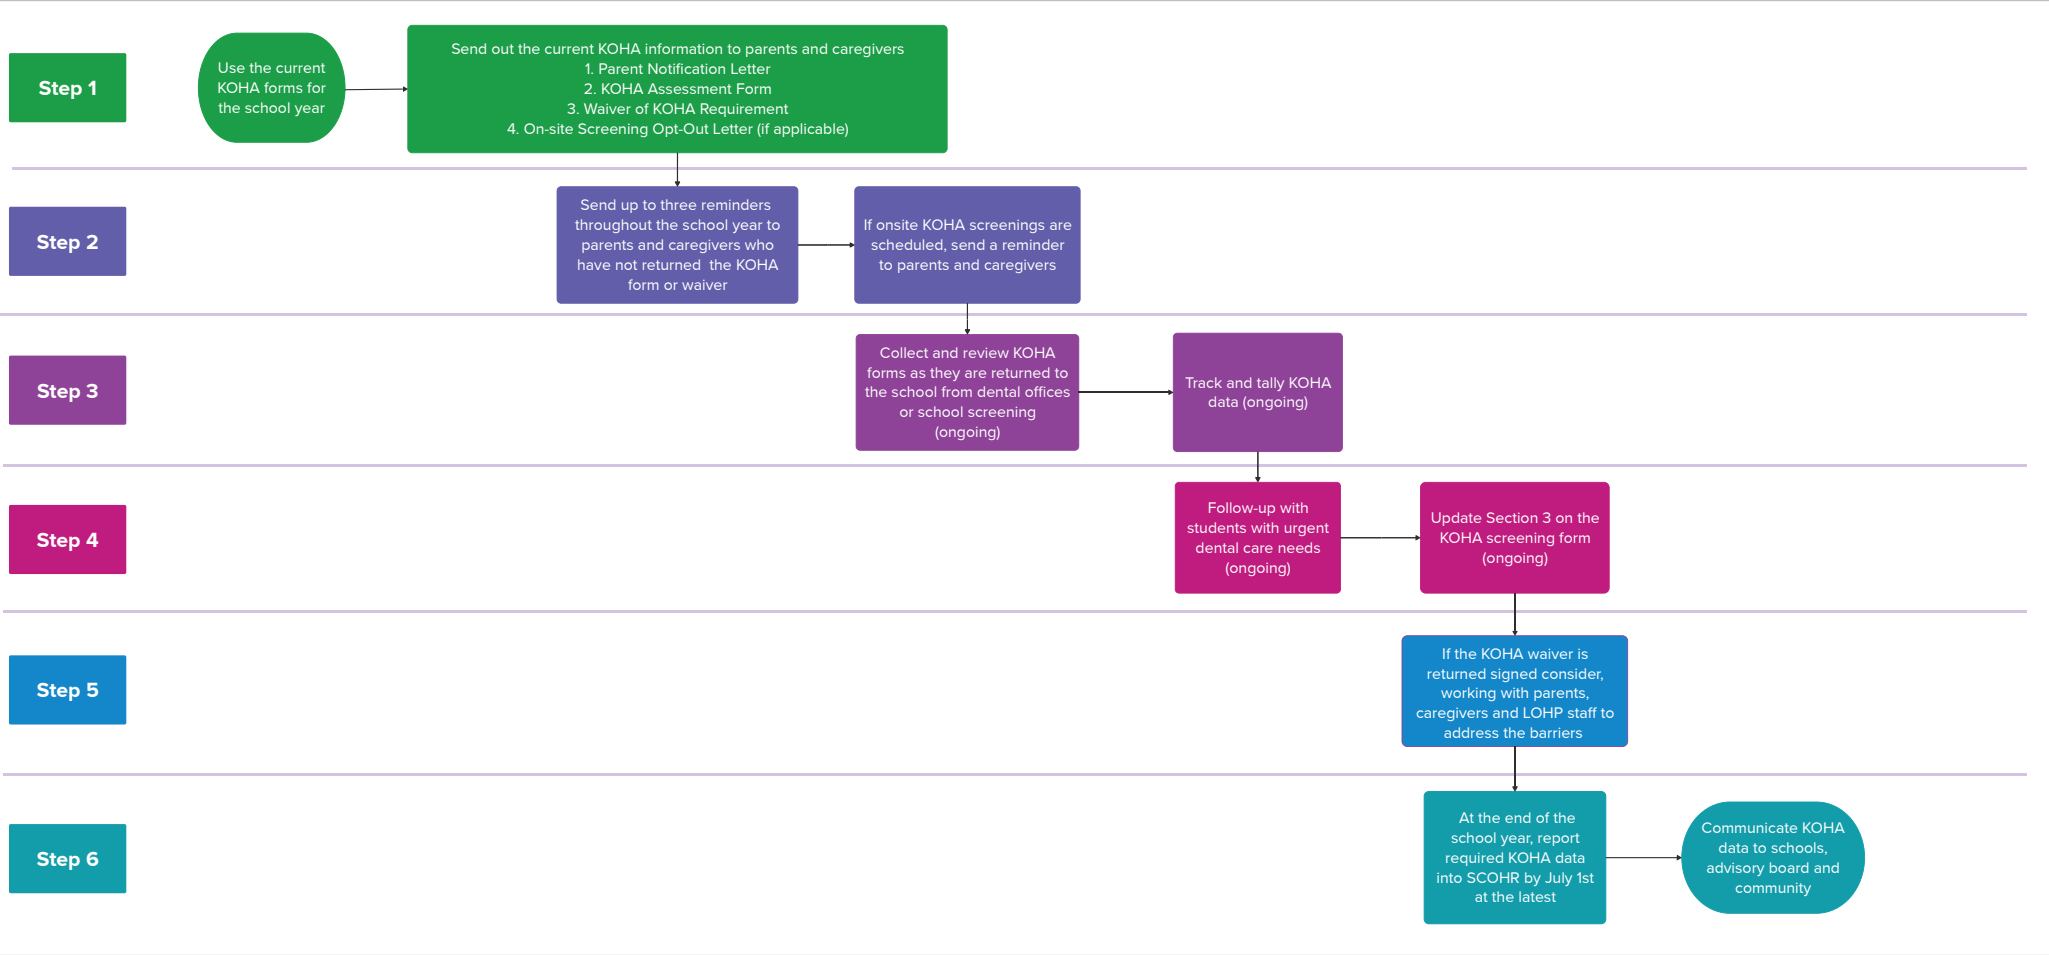 Step 1
Use the current
KOHA forms for
the school year
Send out the current KOHA information to parents and caregivers
1. Parent Notification Letter
2. KOHA Assessment Form
3. Waiver of KOHA Requirement
4. On-site Screening Opt-Out Letter (if applicable)
Step 2
Send up to three reminders
throughout the school year to
parents and caregivers who
have not returned the KOHA
form or waiver
If onsite KOHA screenings are
scheduled, send a reminder
to parents and caregivers
Step 3
Collect and review KOHA
forms as they are returned to
the school from dental offices
or school screening
(ongoing)
Track and tally KOHA
data (ongoing)
Step 4
Follow-up with
students with urgent
dental care needs
(ongoing)
Update Section 3 on the
KOHA screening form
(ongoing)
Step 5
If the KOHA waiver is
returned signed consider,
working with parents,
caregivers and LOHP staff to
address the barriers
Step 6
At the end of the
school year, report
required KOHA data
into SCOHR by July 1st
at the latest
Communicate KOHA
data to schools,
advisory board and
community